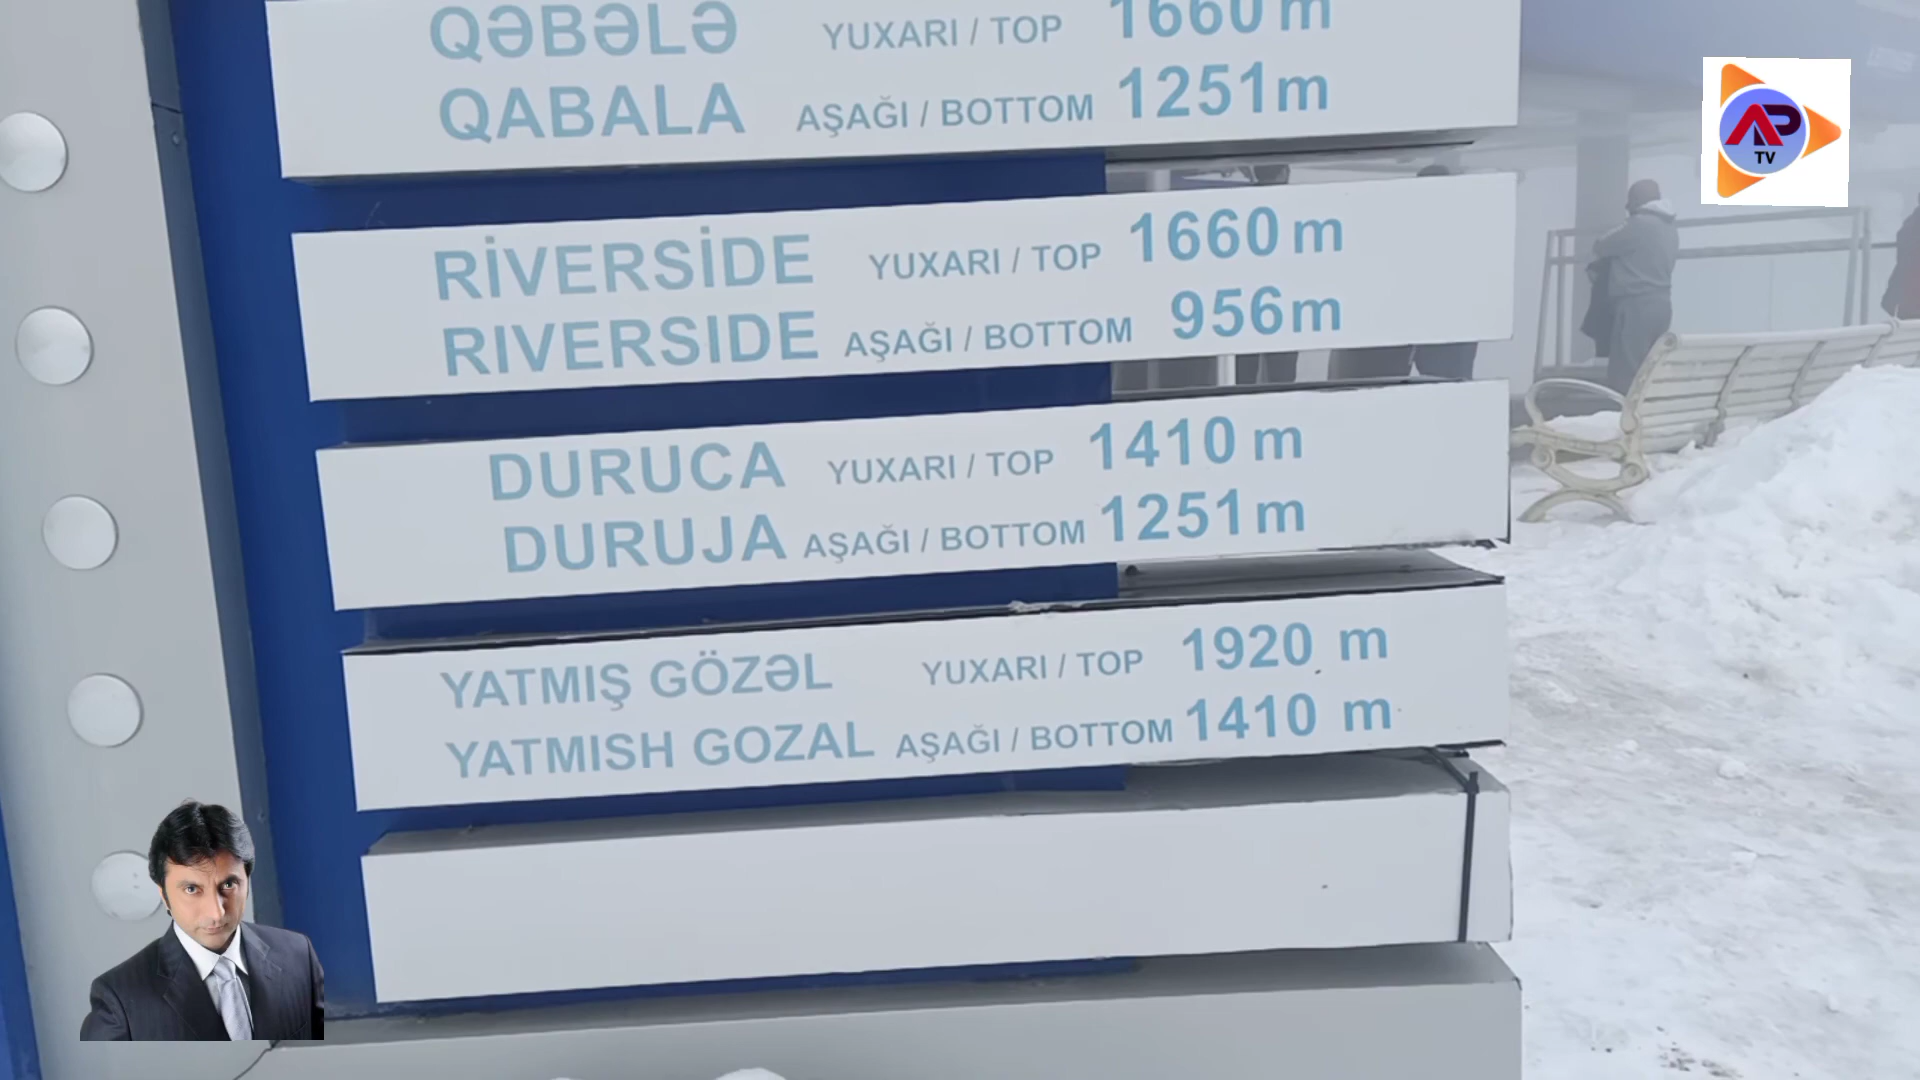 QƏBƏLƏ YUXARI / TOP 1660 m
QABALA AŞAĞI / BOTTOM 1251m
RİVERSİDE YUXARI / TOP 1660 m
RIVERSIDE AŞAĞI / BOTTOM 956m
DURUCA YUXARI / TOP 1410 m
DURUJA AŞAĞI / BOTTOM 1251m
YATMIŞ GÖZƏL YUXARI / TOP 1920 m
YATMISH GOZAL AŞAĞI / BOTTOM 1410 m
AP
TV